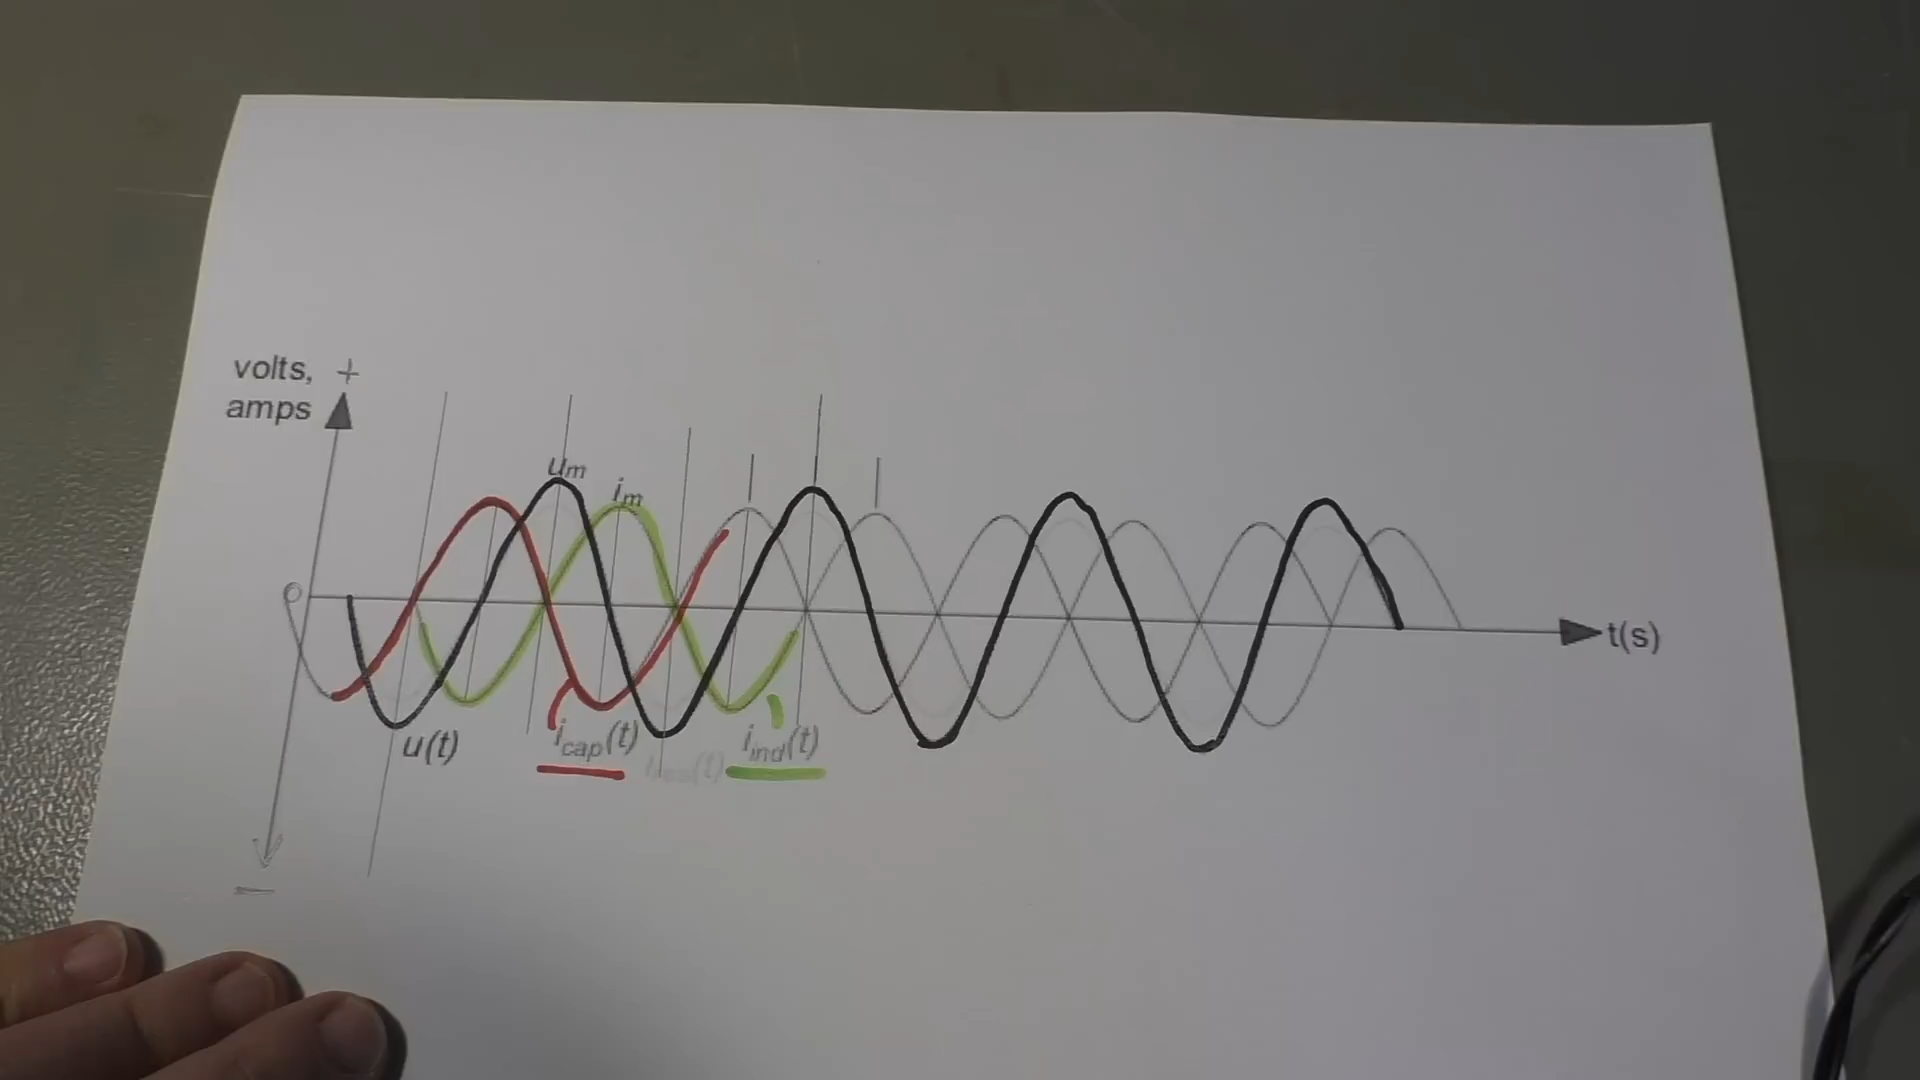 volts, +
amps
um
im
0
t(s)
u(t)
icap(t)
iind(t)
–